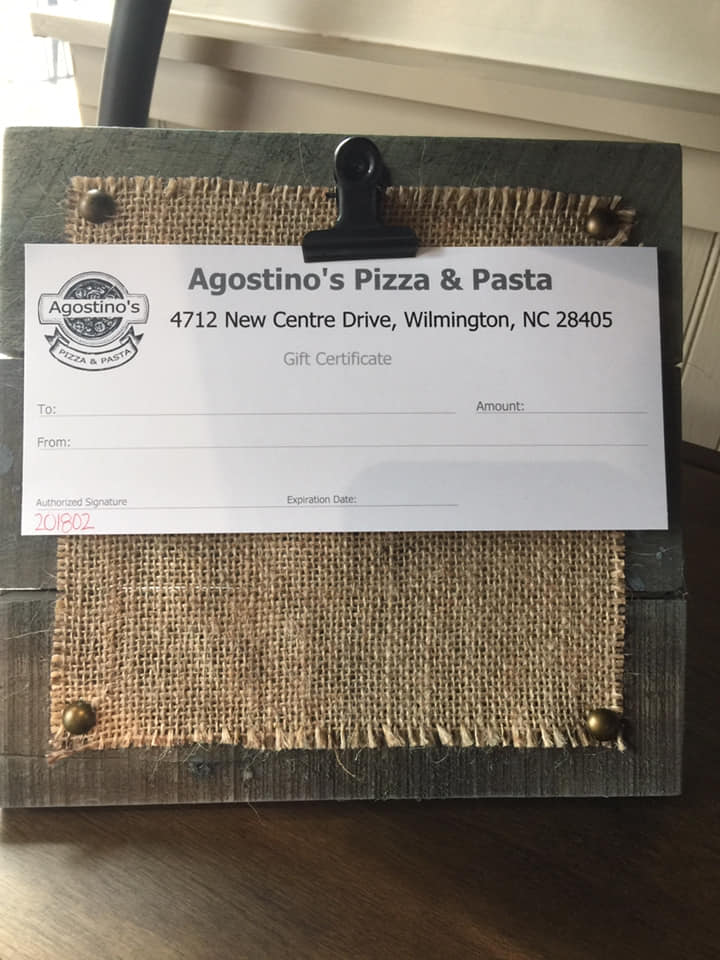 Agostino's Pizza & Pasta
Agostino's
PIZZA & PASTA
4712 New Centre Drive, Wilmington, NC 28405
Gift Certificate
To:
Amount:
From:
Authorized Signature
Expiration Date:
201802